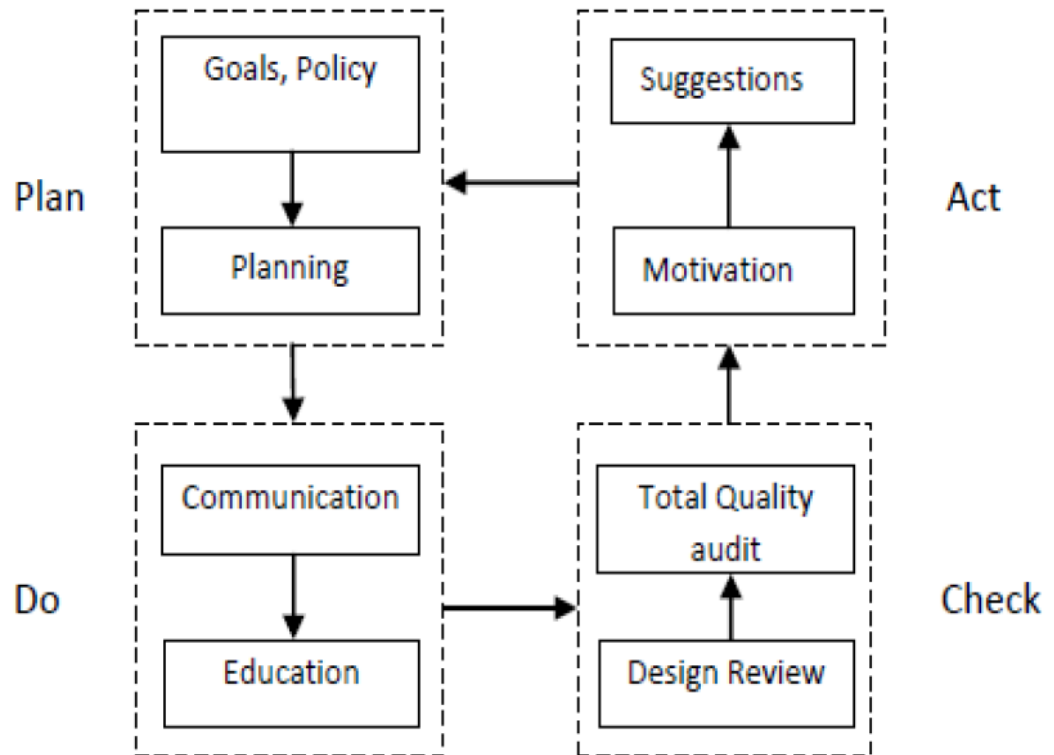 Goals, Policy
Suggestions
Plan
Act
Planning
Motivation
Communication
Total Quality
audit
Do
Check
Education
Design Review